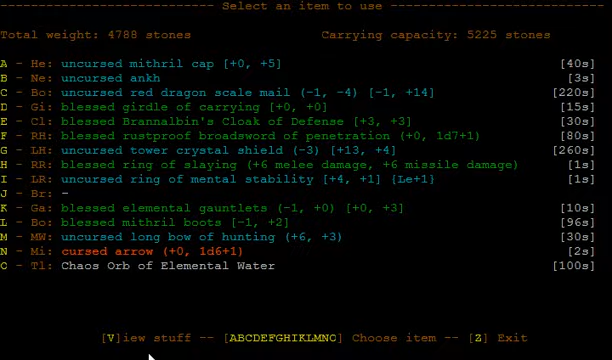 Select an item to use
Total weight: 4788 stones Carrying capacity: 5225 stones
A - He: uncursed mithril cap [+0, +5] [40s]
B - Ne: uncursed ankh [3s]
C - Bo: uncursed red dragon scale mail (-1, -4) [-1, +14] [220s]
D - Gi: blessed girdle of carrying [+0, +0] [15s]
E - Cl: blessed Brannalbin's Cloak of Defense [+3, +3] [30s]
F - RH: blessed rustproof broadsword of penetration (+0, 1d7+1) [80s]
G - LH: uncursed tower crystal shield (-3) [+13, +4] [260s]
H - RR: blessed ring of slaying (+6 melee damage, +6 missile damage) [1s]
I - LR: uncursed ring of mental stability [+4, +1] {Le+1} [1s]
J - Br: -
K - Ga: blessed elemental gauntlets (-1, +0) [+0, +3] [10s]
L - Bo: blessed mithril boots [-1, +2] [96s]
M - MW: uncursed long bow of hunting (+6, +3) [30s]
N - Mi: cursed arrow (+0, 1d6+1) [2s]
O - Tl: Chaos Orb of Elemental Water [100s]
[V]iew stuff -- [ABCDEFGHIKLMNO] Choose item -- [Z] Exit